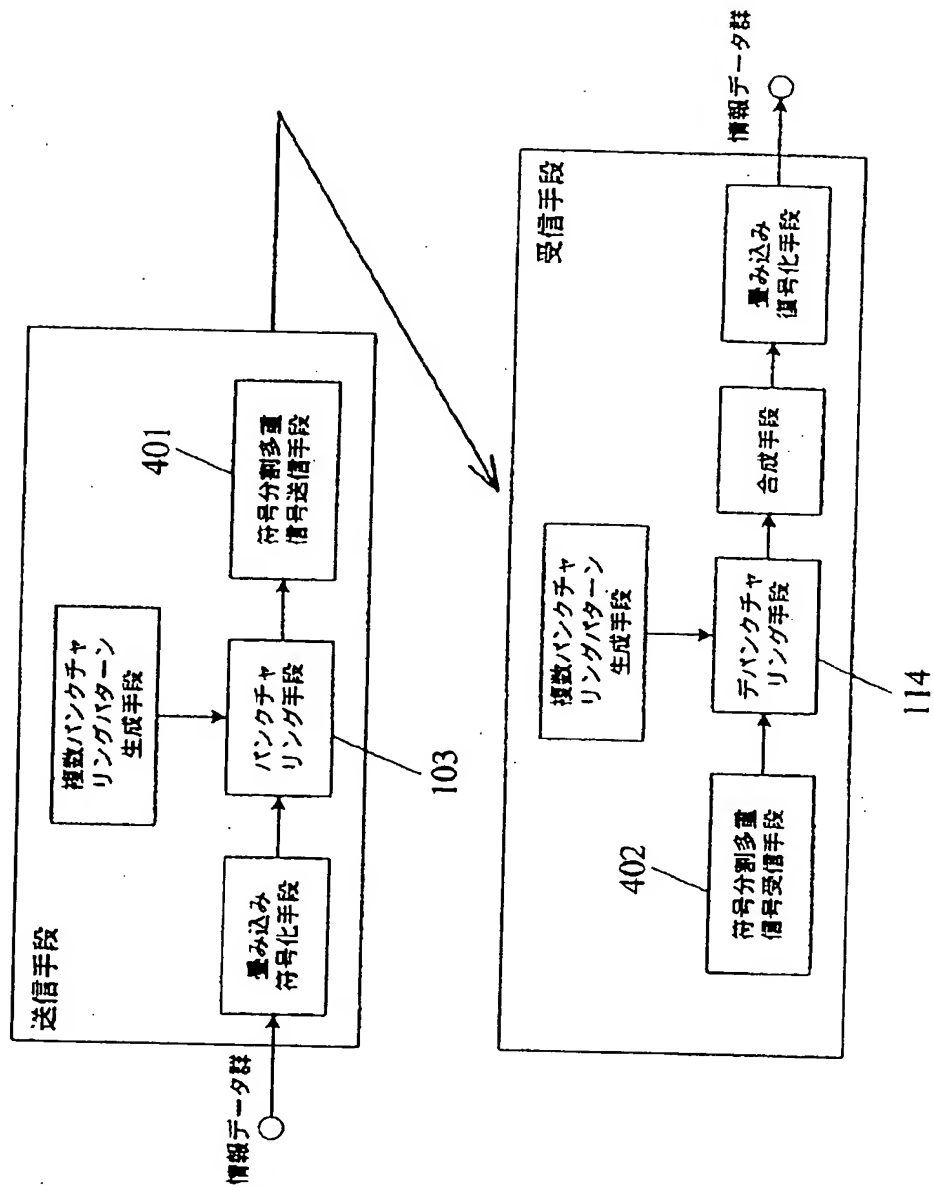 送信手段
情報データ群
畳み込み
符号化手段
複数パンクチャ
リングパターン
生成手段
パンクチャ
リング手段
103
符号分割多重
信号送信手段
401
受信手段
符号分割多重
信号受信手段
402
複数パンクチャ
リングパターン
生成手段
デパンクチャ
リング手段
114
合成手段
畳み込み
復号化手段
情報データ群